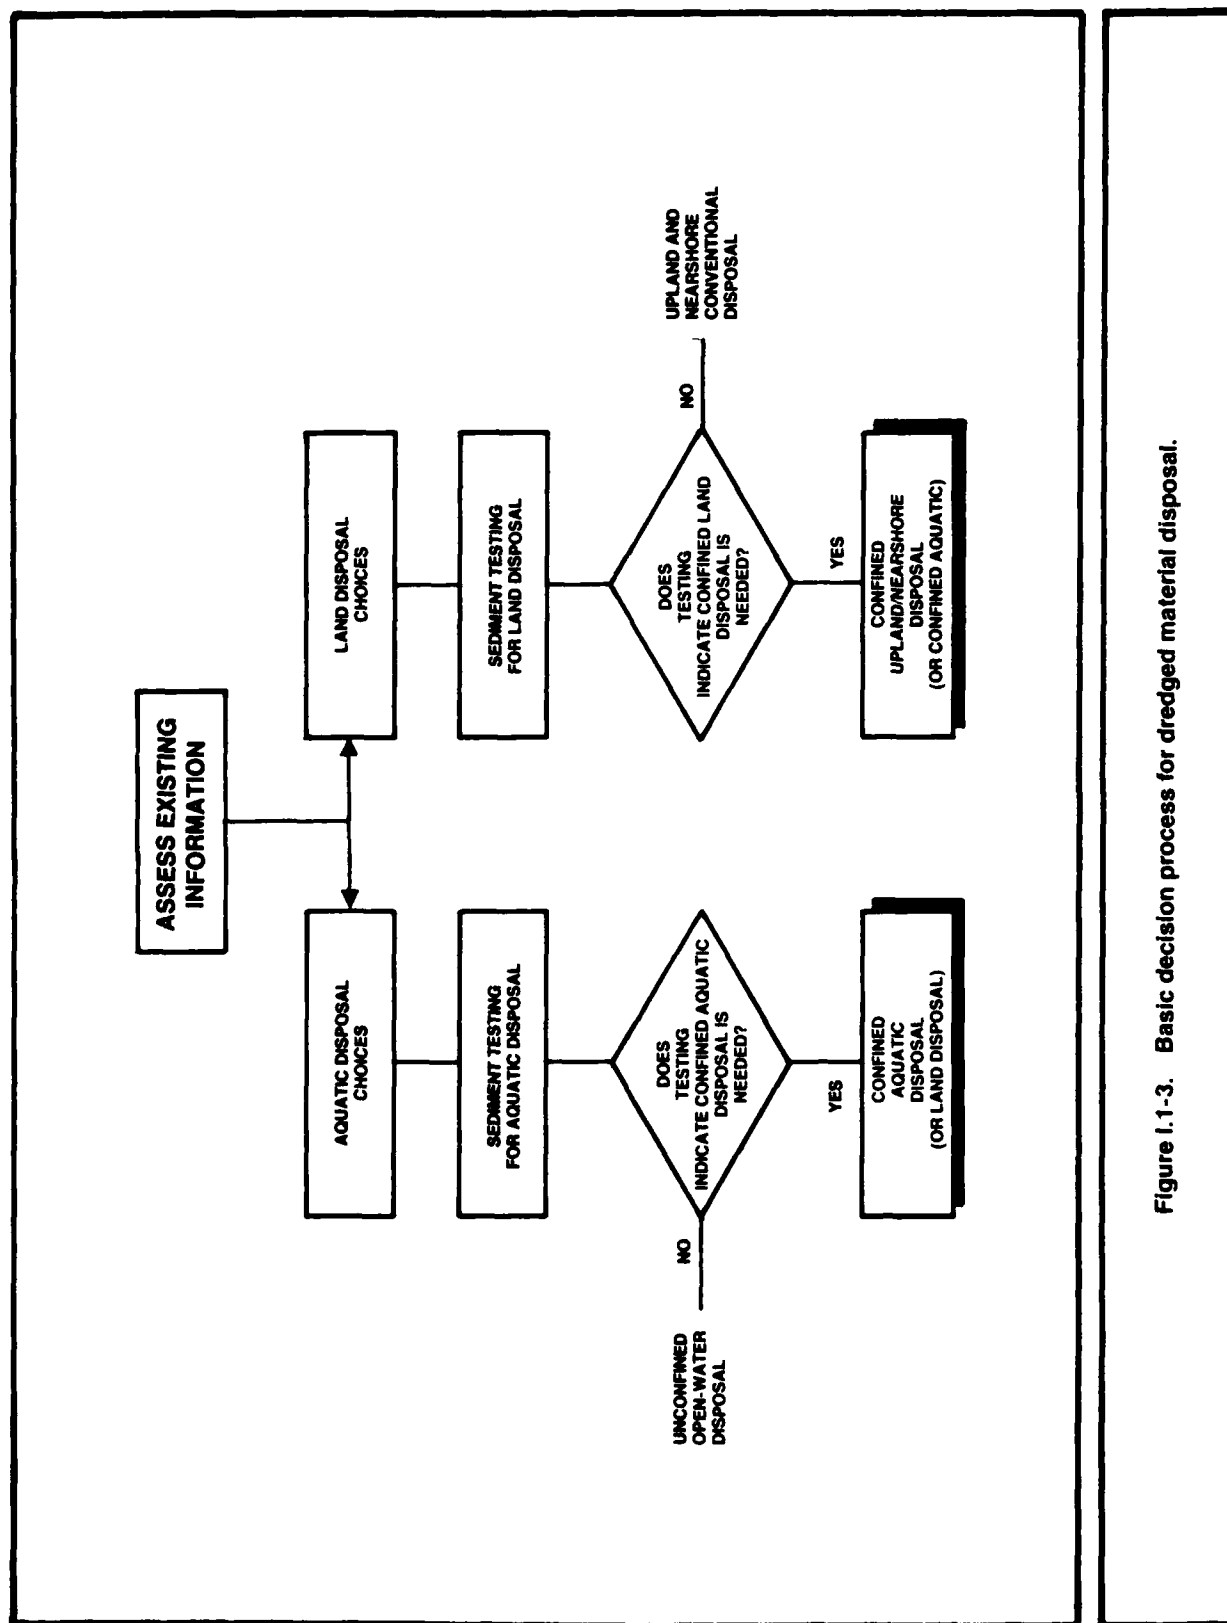 ASSESS EXISTING
INFORMATION
AQUATIC DISPOSAL
CHOICES
LAND DISPOSAL
CHOICES
SEDIMENT TESTING
FOR AQUATIC DISPOSAL
SEDIMENT TESTING
FOR LAND DISPOSAL
UNCONFINED
OPEN-WATER
DISPOSAL
NO
DOES
TESTING
INDICATE CONFINED AQUATIC
DISPOSAL IS
NEEDED?
DOES
TESTING
INDICATE CONFINED LAND
DISPOSAL IS
NEEDED?
NO
UPLAND AND
NEARSHORE
CONVENTIONAL
DISPOSAL
YES
YES
CONFINED
AQUATIC
DISPOSAL
(OR LAND DISPOSAL)
CONFINED
UPLAND/NEARSHORE
DISPOSAL
(OR CONFINED AQUATIC)
Figure I.1-3. Basic decision process for dredged material disposal.